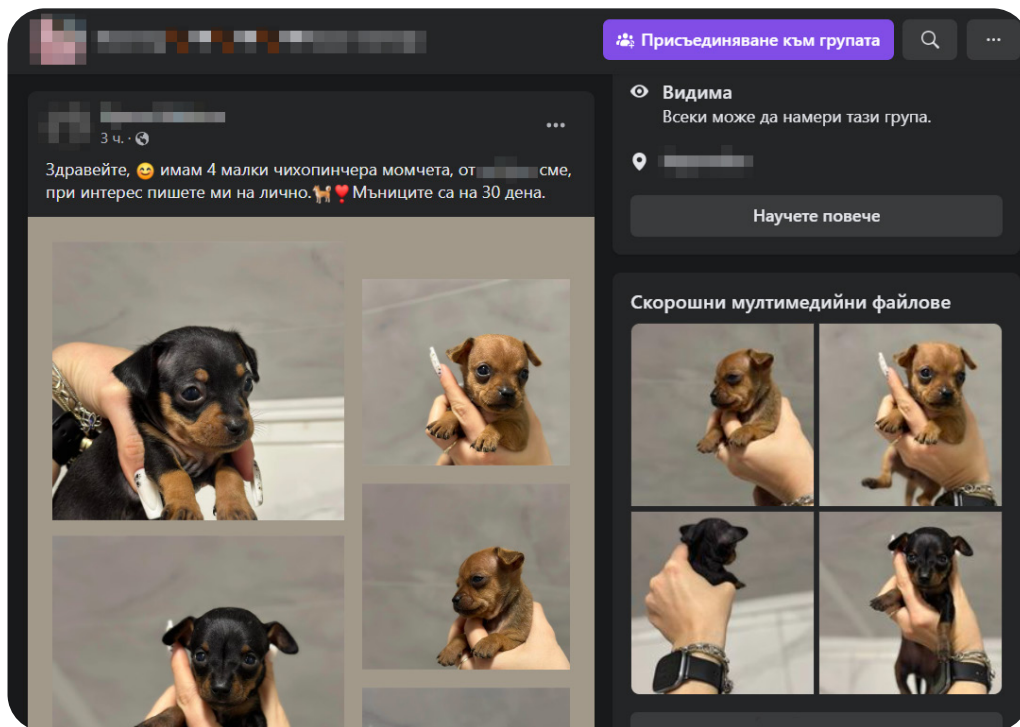 Присъединяване към групата
3 ч.
Здравейте, 😊 имам 4 малки чихопинчера момчета, от сме,
при интерес пишете ми на лично.🐕❣️Мъниците са на 30 дена.
Видима
Всеки може да намери тази група.
Научете повече
Скорошни мултимедийни файлове